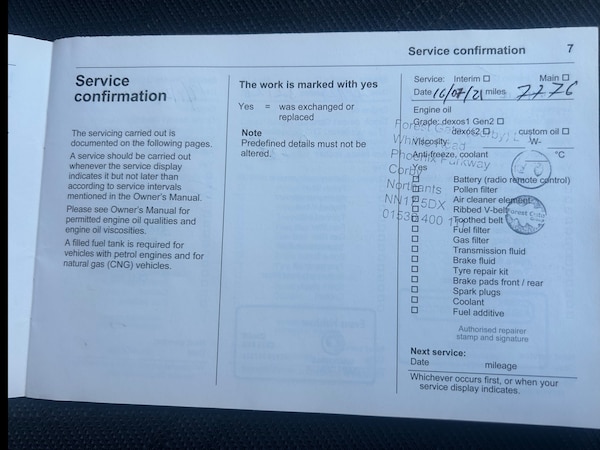 Service confirmation 7
Service
confirmation
The servicing carried out is
documented on the following pages.
A service should be carried out
whenever the service display
indicates it but not later than
according to service intervals
mentioned in the Owner's Manual.
Please see Owner's Manual for
permitted engine oil qualities and
engine oil viscosities.
A filled fuel tank is required for
vehicles with petrol engines and for
natural gas (CNG) vehicles.
The work is marked with yes
Yes = was exchanged or
replaced
Note
Predefined details must not be
altered.
Service: Interim ☐ Main ☐
Date 16/07/21 miles 7776
Engine oil
Grade: dexos1 Gen2 ☐
dexos2 ☐ custom oil ☐
Viscosity W- °C
Anti-freeze, coolant
Yes
☐ Battery (radio remote control)
☐ Pollen filter
☐ Air cleaner element
☐ Ribbed V-belt
☐ Toothed belt
☐ Fuel filter
☐ Gas filter
☐ Transmission fluid
☐ Brake fluid
☐ Tyre repair kit
☐ Brake pads front / rear
☐ Spark plugs
☐ Coolant
☐ Fuel additive
Phoenix Parkway
Corby
Northants
NN17 5DX
Authorised repairer
stamp and signature
Next service:
Date mileage
Whichever occurs first, or when your
service display indicates.